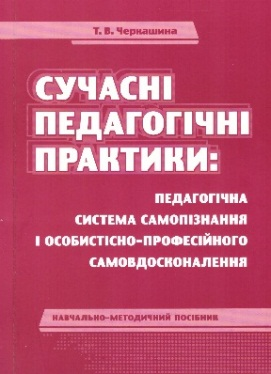 Т. В. Черкашина
СУЧАСНІ
ПЕДАГОГІЧНІ
ПРАКТИКИ:
ПЕДАГОГІЧНА
СИСТЕМА САМОПІЗНАННЯ
І ОСОБИСТІСНО-ПРОФЕСІЙНОГО
САМОВДОСКОНАЛЕННЯ
НАВЧАЛЬНО-МЕТОДИЧНИЙ ПОСІБНИК